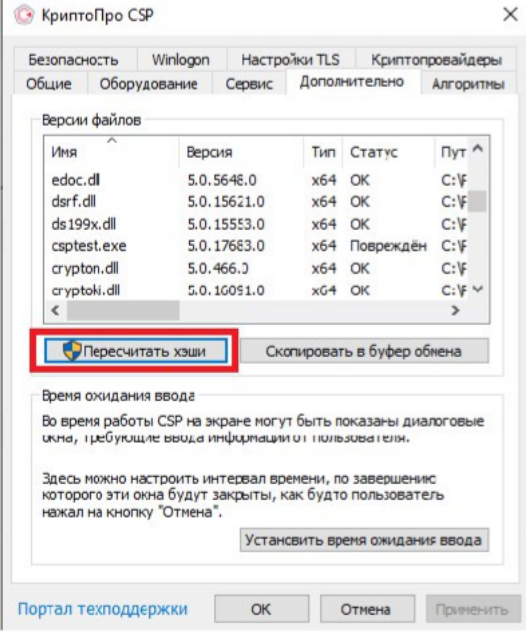 КриптоПро CSP
Безопасность Winlogon Настройки TLS Криптопровайдеры
Общие Оборудование Сервис Дополнительно Алгоритмы
Версии файлов
Имя Версия Тип Статус Пут
edoc.dll 5.0.5648.0 x64 OK C:\F
dsrf.dll 5.0.15621.0 x64 OK C:\F
ds199x.dll 5.0.15553.0 x64 OK C:\F
csptest.exe 5.0.17683.0 x64 Повреждён C:\F
crypton.dll 5.0.466.0 x64 OK C:\F
cryptoki.dll 5.0.16091.0 x64 OK C:\F
Пересчитать хэши Скопировать в буфер обмена
Время ожидания ввода
Во время работы CSP на экране могут быть показаны диалоговые
окна, требующие ввода информации от пользователя.
Здесь можно настроить интервал времени, по завершению
которого эти окна будут закрыты, как будто пользователь
нажал на кнопку "Отмена".
Установить время ожидания ввода
Портал техподдержки OK Отмена Применить